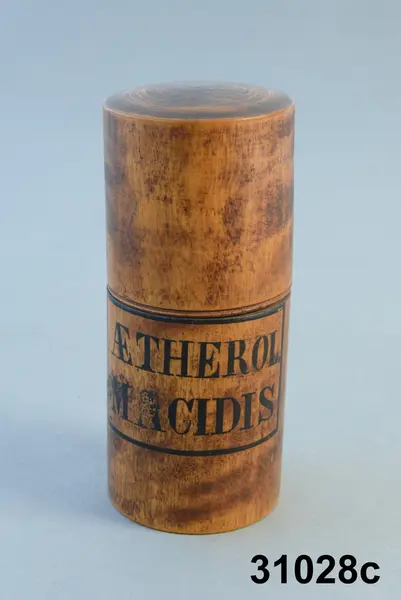 ÆTHEROL
MACIDIS
31028c